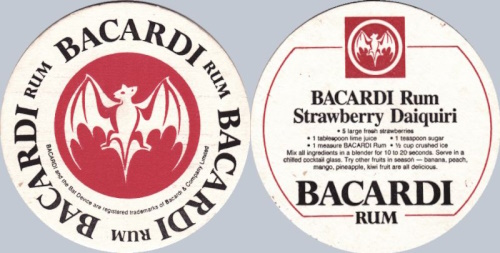 BACARDI
RUM
BACARDI
RUM
BACARDI
RUM
BACARDI
RUM
BACARDI and the Bat Device are registered trademarks of Bacardi & Company Limited
BACARDI Rum
Strawberry Daiquiri
• 5 large fresh strawberries
• 1 tablespoon lime juice • 1 teaspoon sugar
• 1 measure BACARDI Rum • ½ cup crushed ice
Mix all ingredients in a blender for 10 to 20 seconds. Serve in a
chilled cocktail glass. Try other fruits in season — banana, peach,
mango, pineapple, kiwi fruit are all delicious.
BACARDI
RUM